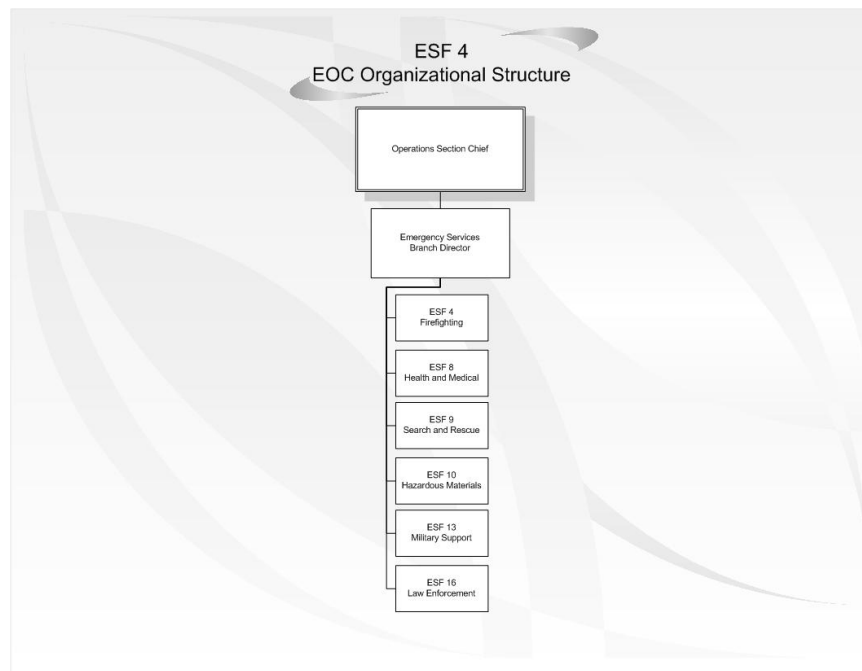 ESF 4
EOC Organizational Structure
Operations Section Chief
Emergency Services
Branch Director
ESF 4
Firefighting
ESF 8
Health and Medical
ESF 9
Search and Rescue
ESF 10
Hazardous Materials
ESF 13
Military Support
ESF 16
Law Enforcement